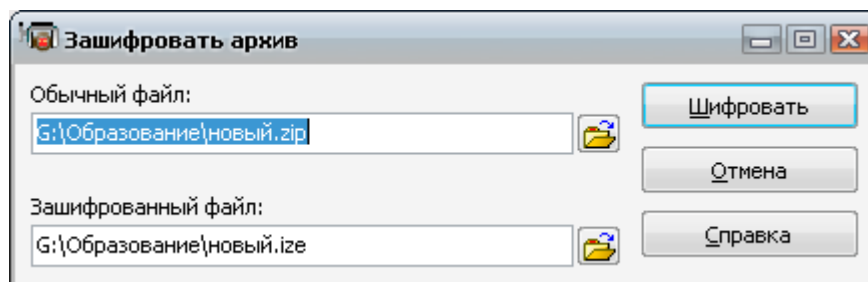 Зашифровать архив
Обычный файл:
G:\Образование\новый.zip
Шифровать
Отмена
Зашифрованный файл:
G:\Образование\новый.ize
Справка